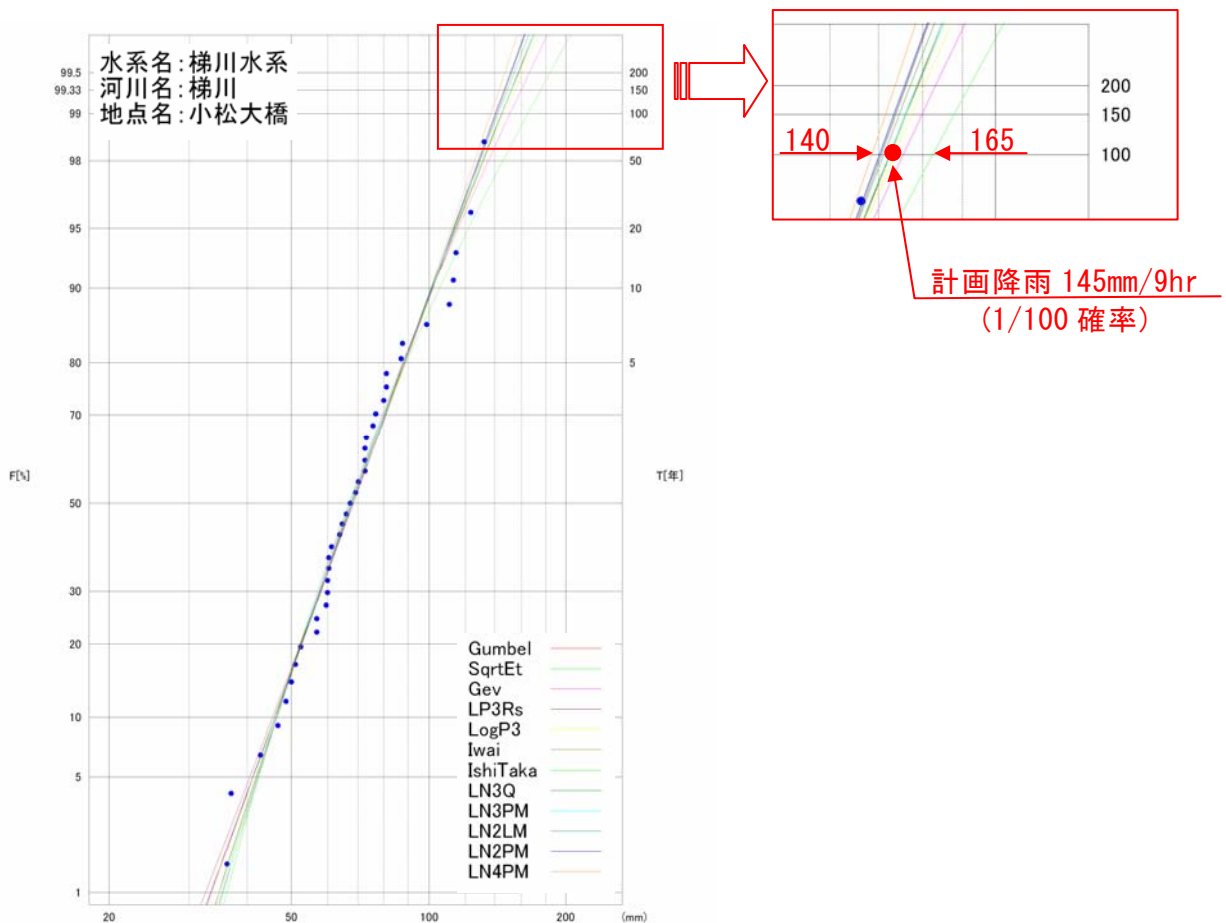 水系名:梯川水系
河川名:梯川
地点名:小松大橋
99.5
99.33
99
98
95
90
80
70
F[%]
50
30
20
10
5
1
200
150
100
50
20
10
5
T[年]
Gumbel
SqrtEt
Gev
LP3Rs
LogP3
Iwai
IshiTaka
LN3Q
LN3PM
LN2LM
LN2PM
LN4PM
20 50 100 200 (mm)
200
150
140 165 100
計画降雨 145mm/9hr
(1/100 確率)